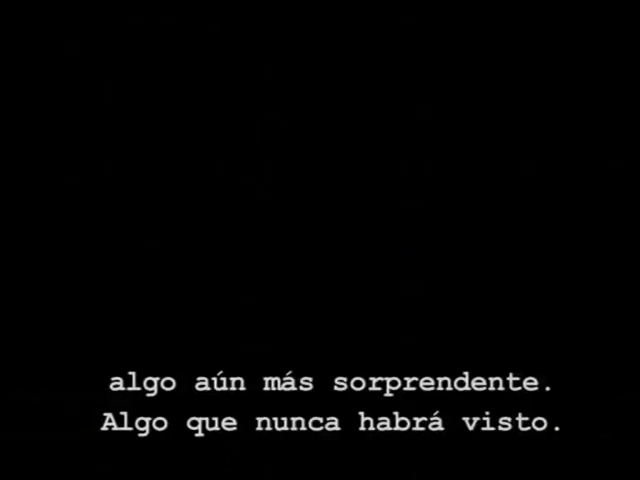 algo aún más sorprendente.
Algo que nunca habrá visto.